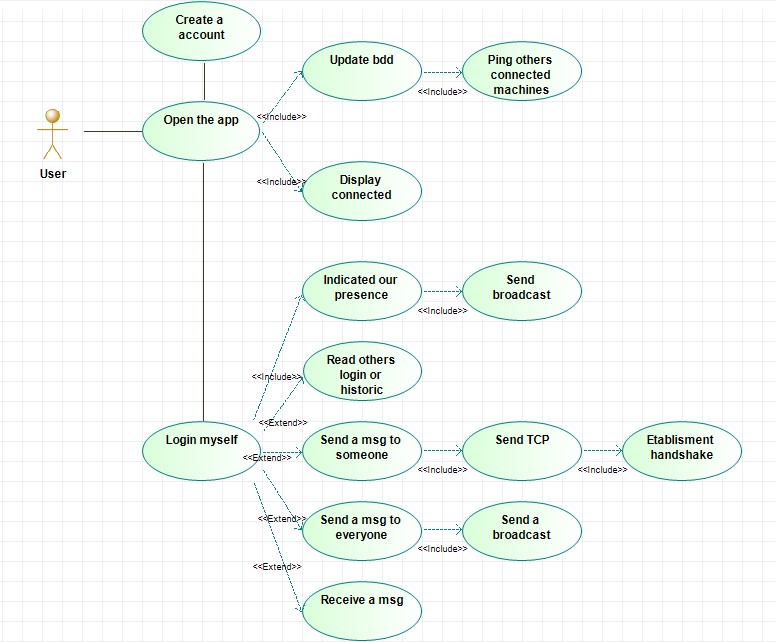 Create a
account
Open the app
User
Update bdd
<<Include>>
Ping others
connected
machines
<<Include>>
<<Include>>
Display
connected
Indicated our
presence
<<Include>>
Send
broadcast
<<Include>>
Read others
login or
historic
<<Extend>>
Login myself
<<Extend>>
Send a msg to
someone
<<Include>>
Send TCP
<<Include>>
Etablisment
handshake
<<Extend>>
Send a msg to
everyone
<<Include>>
Send a
broadcast
<<Extend>>
Receive a msg